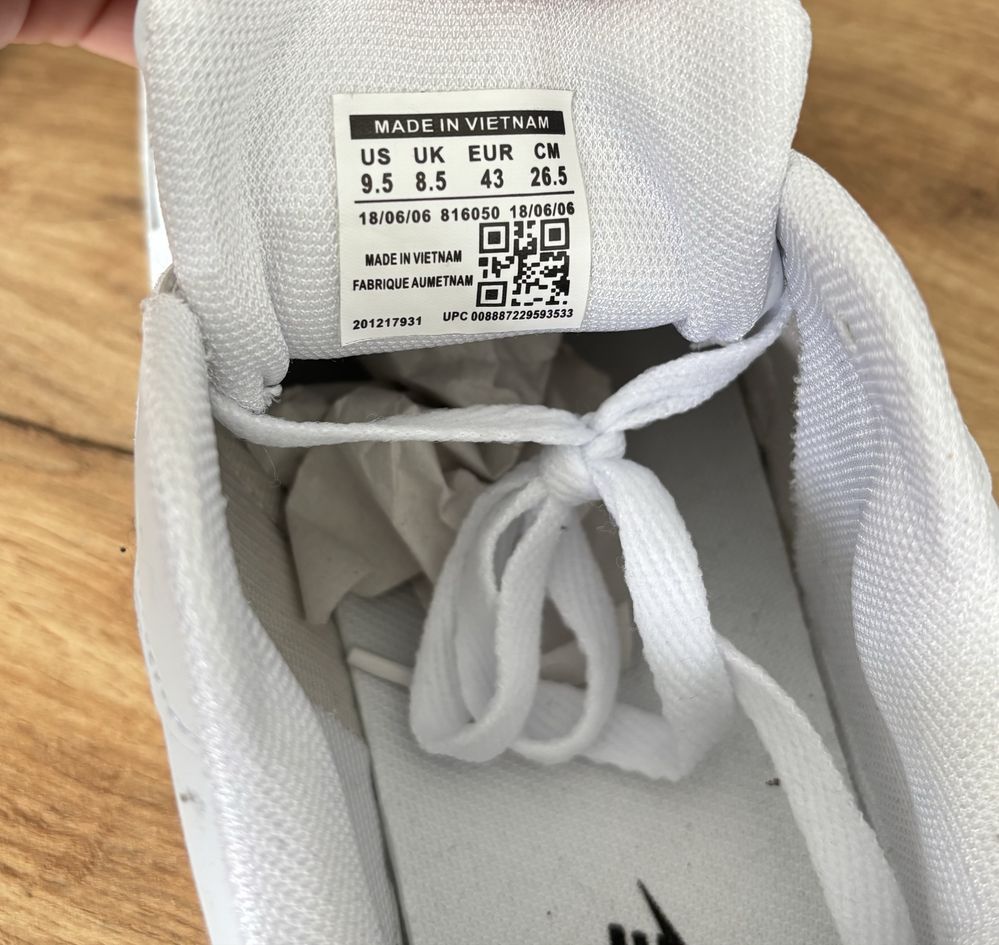 MADE IN VIETNAM
US UK EUR CM
9.5 8.5 43 26.5
18/06/06 816050 18/06/06
MADE IN VIETNAM
FABRIQUE AUMETNAM
201217931 UPC 008887229593533